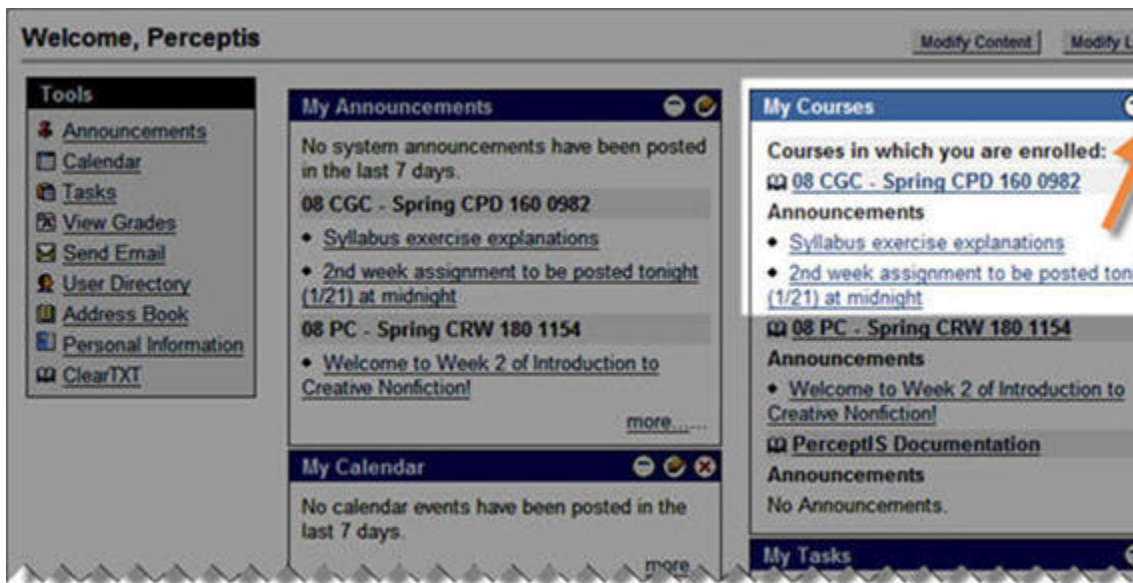 Welcome, Perceptis
Modify Content
Modify L
Tools
Announcements
Calendar
Tasks
View Grades
Send Email
User Directory
Address Book
Personal Information
ClearTXT
My Announcements
No system announcements have been posted
in the last 7 days.
08 CGC - Spring CPD 160 0982
Syllabus exercise explanations
2nd week assignment to be posted tonight
(1/21) at midnight
08 PC - Spring CRW 180 1154
Welcome to Week 2 of Introduction to
Creative Nonfiction!
more......
My Calendar
No calendar events have been posted in the
last 7 days.
more
My Courses
Courses in which you are enrolled:
08 CGC - Spring CPD 160 0982
Announcements
Syllabus exercise explanations
2nd week assignment to be posted toni
(1/21) at midnight
08 PC - Spring CRW 180 1154
Announcements
Welcome to Week 2 of Introduction to
Creative Nonfiction!
PerceptIS Documentation
Announcements
No Announcements.
My Tasks